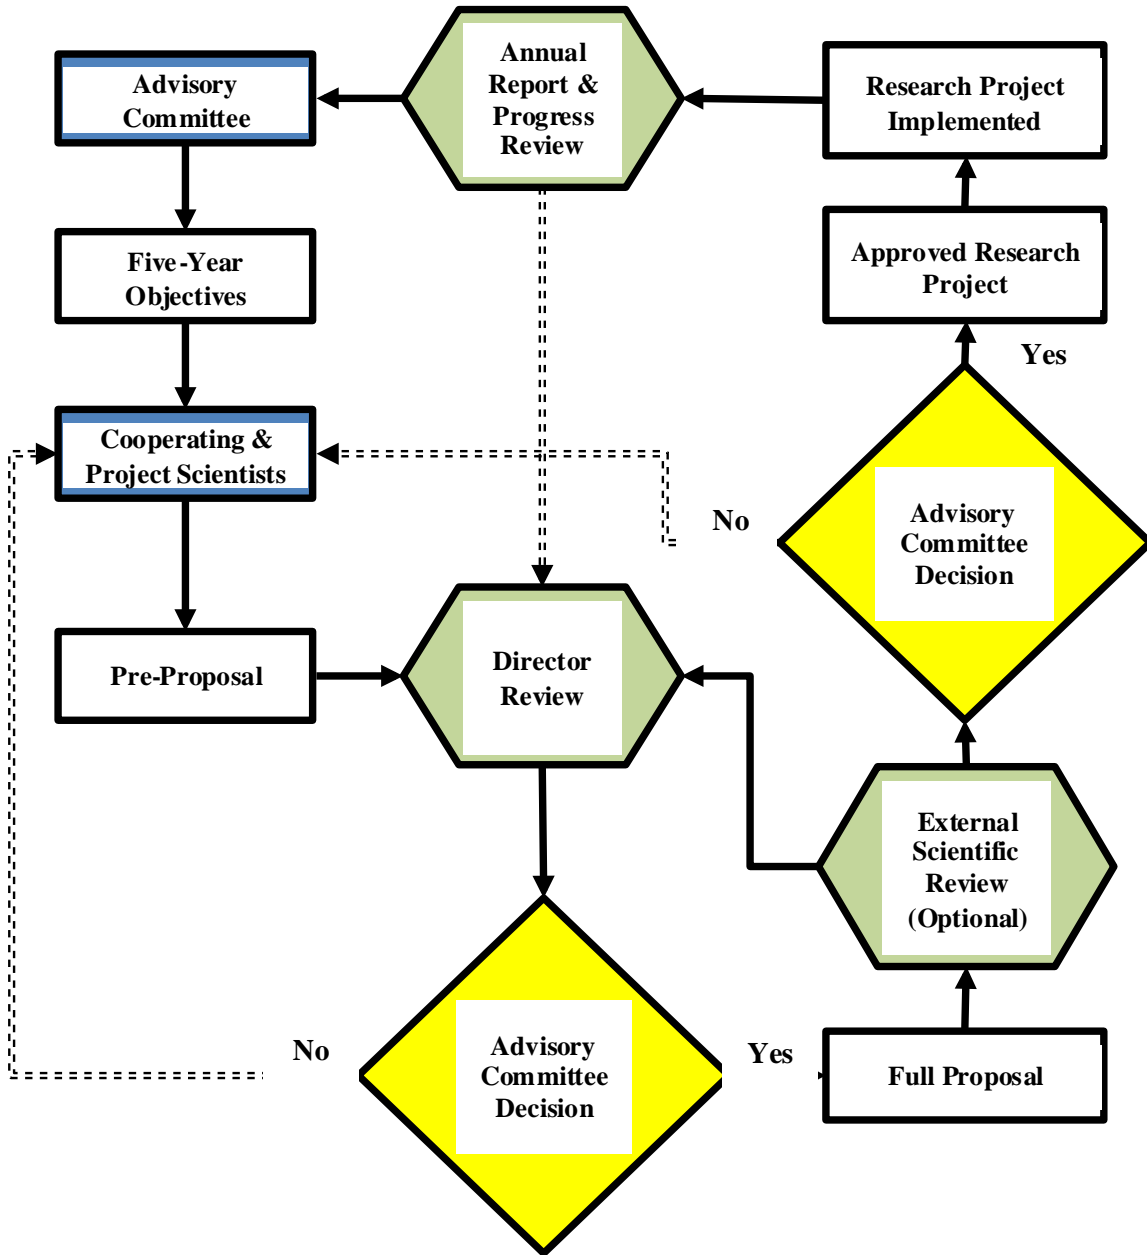 Advisory
Committee
Annual
Report &
Progress
Review
Research Project
Implemented
Five-Year
Objectives
Approved Research
Project
Yes
Cooperating &
Project Scientists
No
Advisory
Committee
Decision
Pre-Proposal
Director
Review
External
Scientific
Review
(Optional)
No
Advisory
Committee
Decision
Yes
Full Proposal